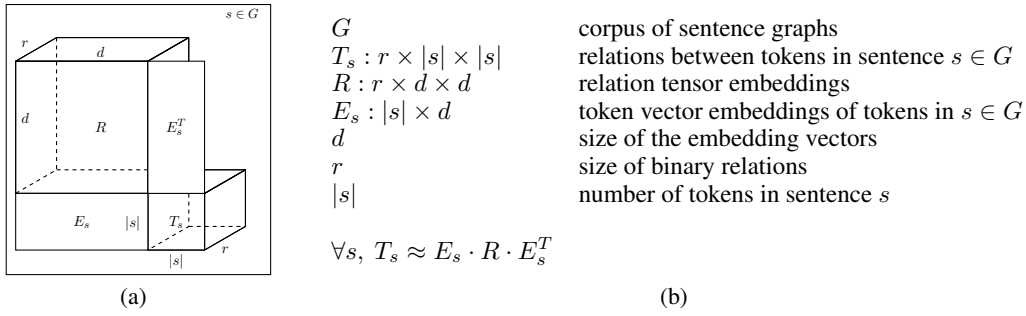 s ∈ G
r
d
d
R
E_s^T
E_s
|s|
T_s
r
|s|
(a)
G corpus of sentence graphs
T_s : r × |s| × |s| relations between tokens in sentence s ∈ G
R : r × d × d relation tensor embeddings
E_s : |s| × d token vector embeddings of tokens in s ∈ G
d size of the embedding vectors
r size of binary relations
|s| number of tokens in sentence s
∀s, T_s ≈ E_s · R · E_s^T
(b)